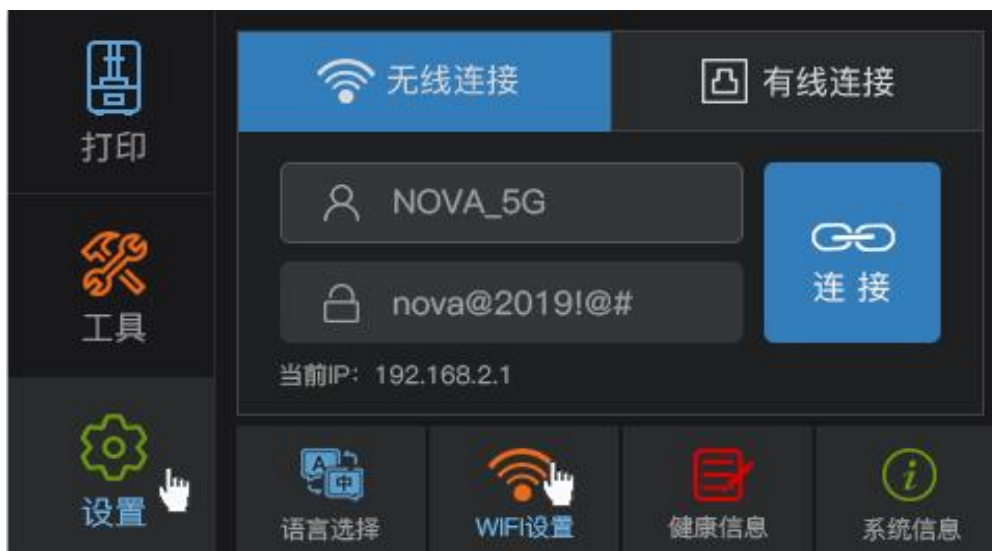 打印
工具
设置
无线连接
有线连接
NOVA_5G
nova@2019!@#
连接
当前IP: 192.168.2.1
A
中
语言选择
WIFI设置
健康信息
i
系统信息